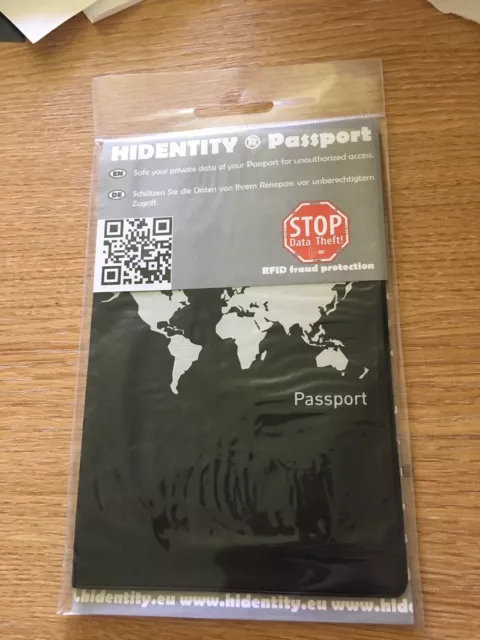 HIDENTITY ® Passport
EN Safe your private data of your Passport for unauthorized access.
DE Schützen Sie die Daten von Ihrem Reisepass vor unberechtigtem
Zugriff.
STOP
Data Theft!
RFID fraud protection
Passport
www.hidentity.eu www.hidentity.eu www.hidentity.eu